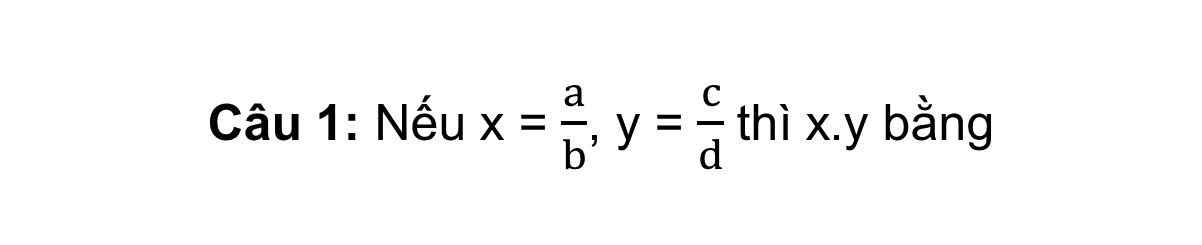 Câu 1: Nếu x = a/b, y = c/d thì x.y bằng